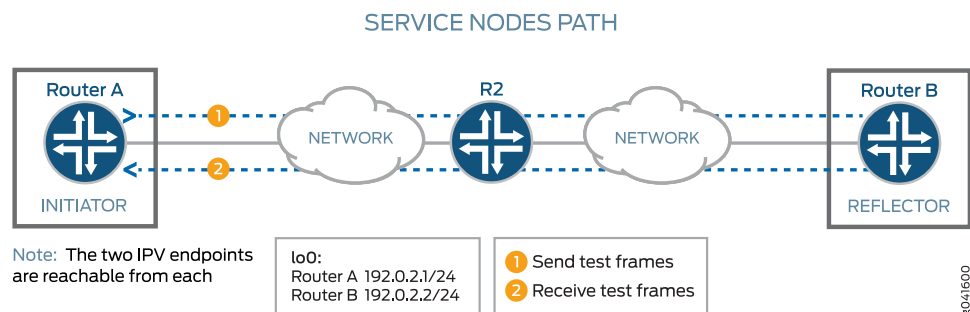 SERVICE NODES PATH
Router A
R2
Router B
1
NETWORK
NETWORK
2
INITIATOR
REFLECTOR
Note: The two IPV endpoints
are reachable from each
lo0:
Router A 192.0.2.1/24
Router B 192.0.2.2/24
1 Send test frames
2 Receive test frames
g041600